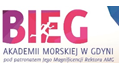 BIEG
AKADEMII MORSKIEJ W GDYNI
pod patronatem Jego Magnificencji Rektora AMG